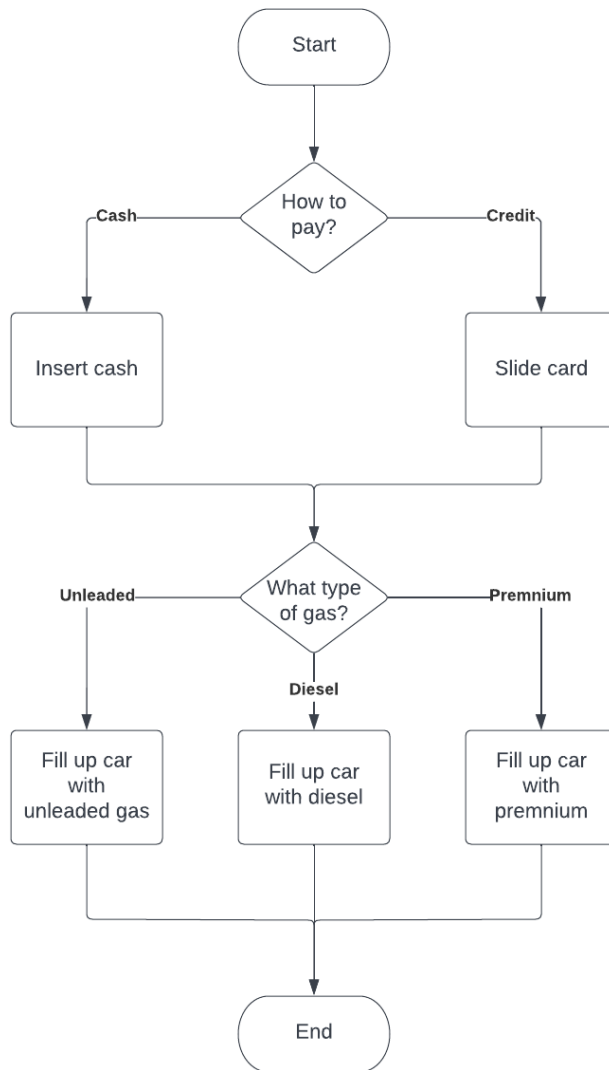 Start
How to
pay?
Cash
Credit
Insert cash
Slide card
What type
of gas?
Unleaded
Premnium
Diesel
Fill up car
with
unleaded gas
Fill up car
with diesel
Fill up car
with
premnium
End